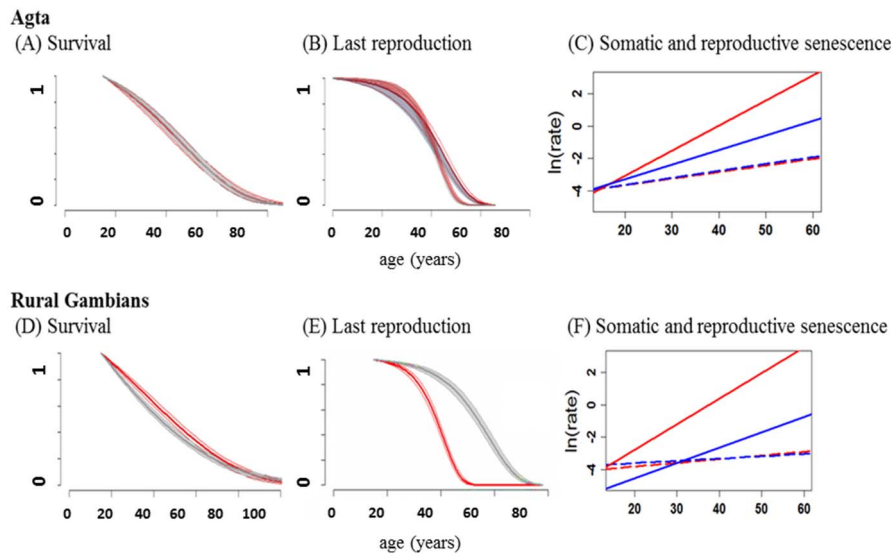 Agta
(A) Survival
(B) Last reproduction
(C) Somatic and reproductive senescence
1
0
0 20 40 60 80
1
0
0 20 40 60 80
age (years)
ln(rate)
2
0
-2
-4
20 30 40 50 60
Rural Gambians
(D) Survival
(E) Last reproduction
(F) Somatic and reproductive senescence
1
0
0 20 40 60 80 100
1
0
0 20 40 60 80
age (years)
ln(rate)
2
0
-2
-4
20 30 40 50 60